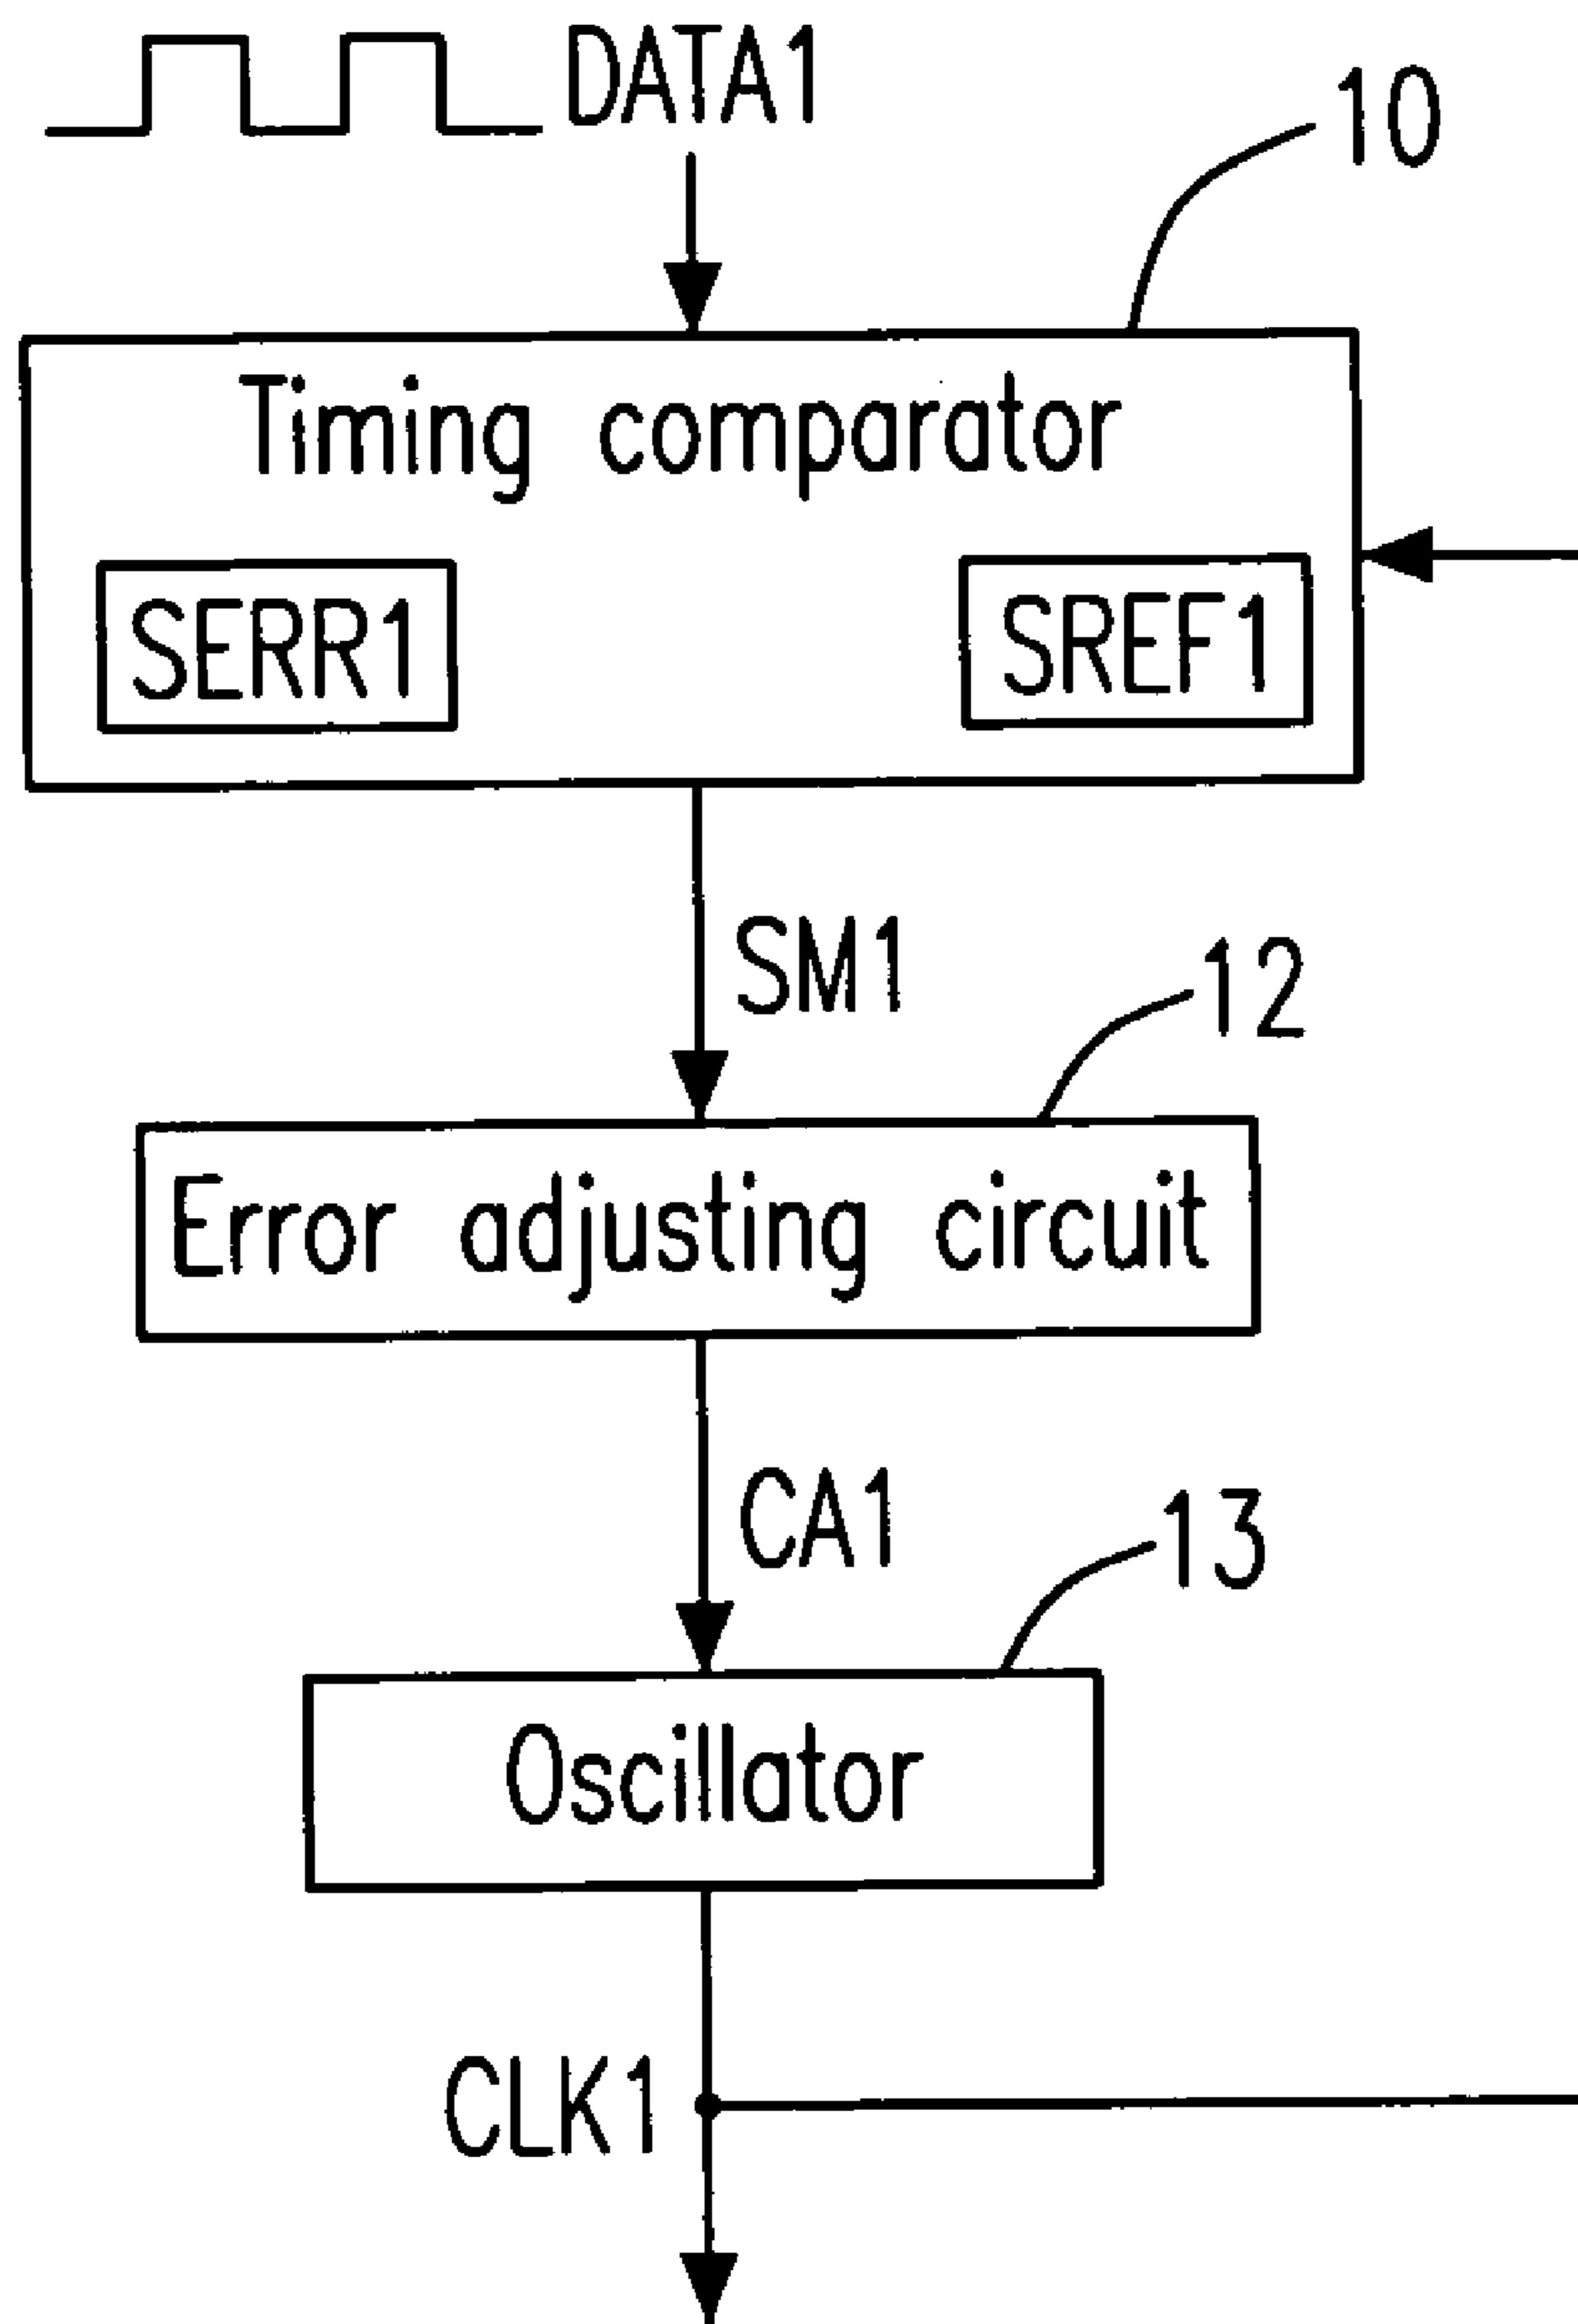 DATA1
10
Timing comparator
SERR1
SREF1
SM1
12
Error adjusting circuit
CA1
13
Oscillator
CLK1